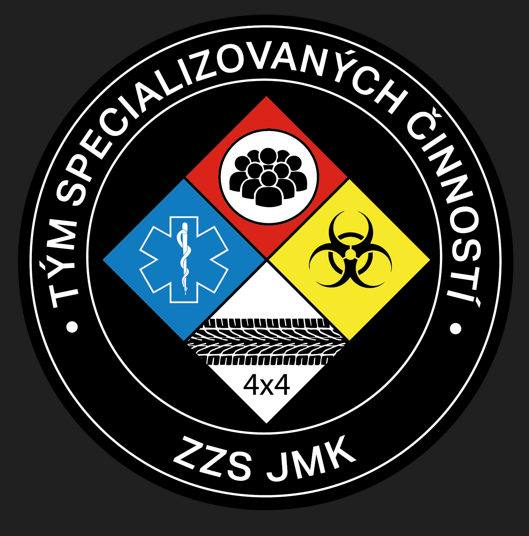 • TÝM SPECIALIZOVANÝCH ČINNOSTÍ •
4x4
ZZS JMK